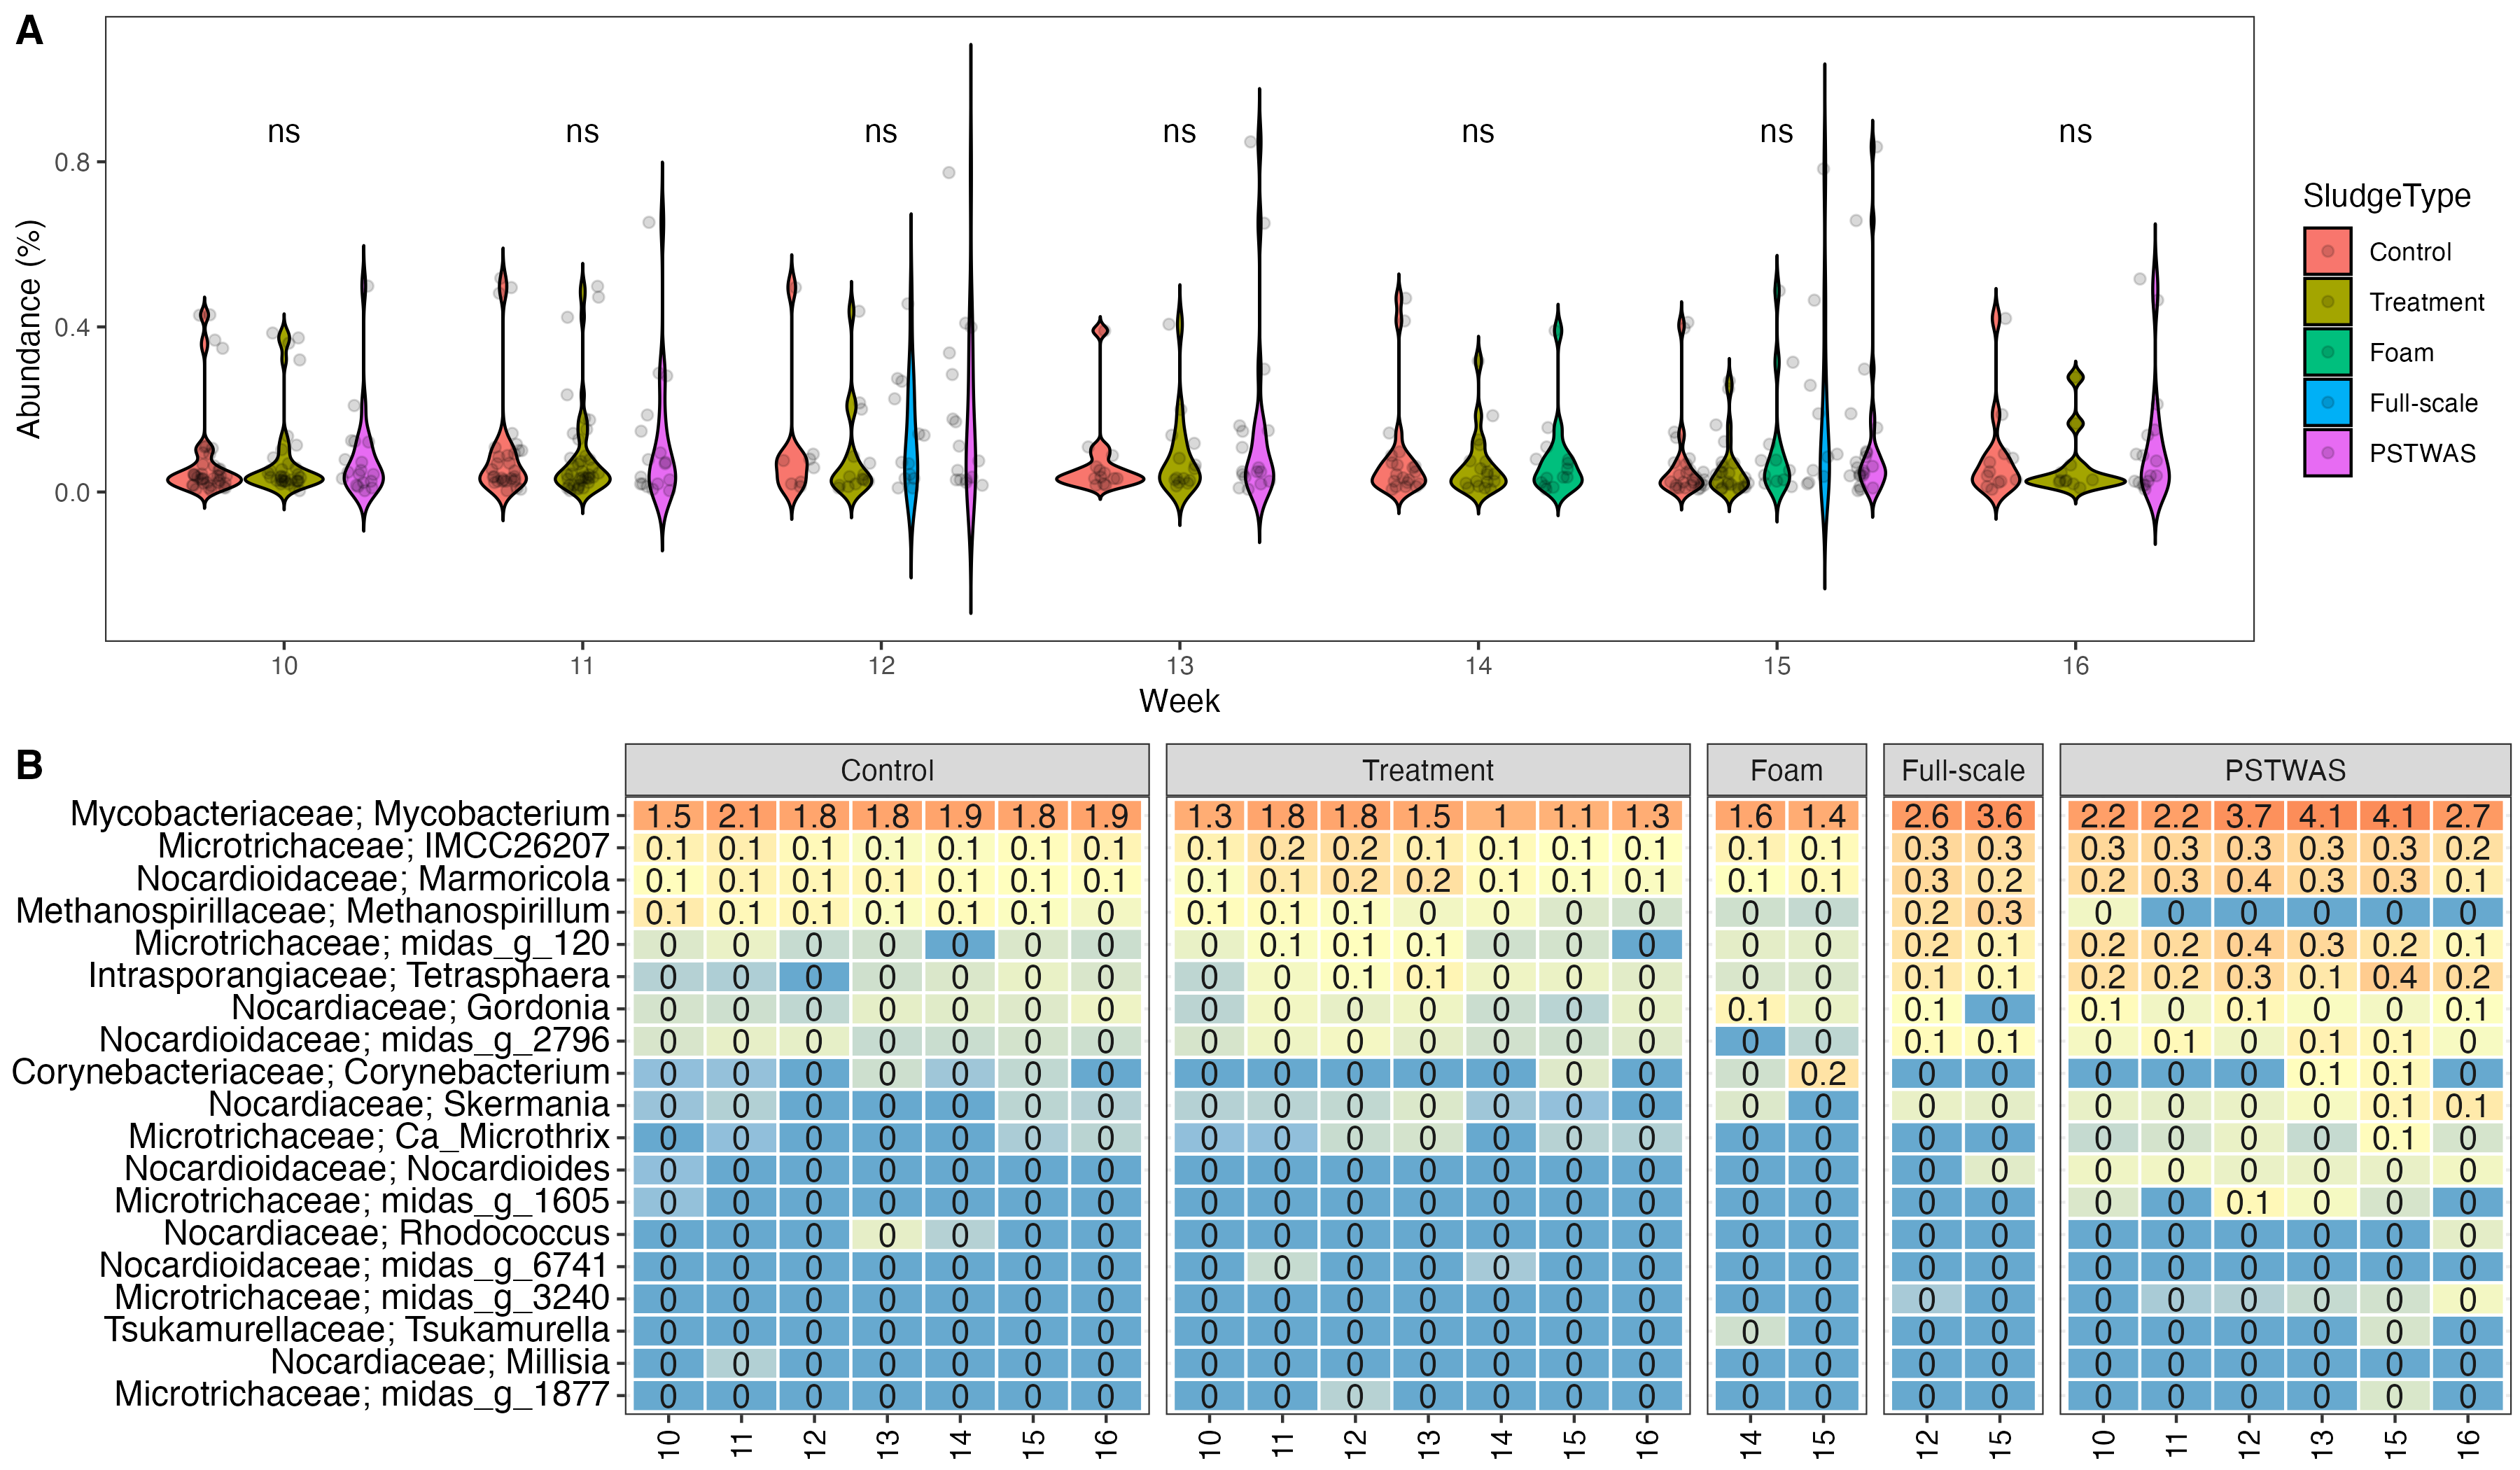 A
ns ns ns ns ns ns ns
0.8
0.4
0.0
Abundance (%)
10 11 12 13 14 15 16
Week
SludgeType
Control
Treatment
Foam
Full-scale
PSTWAS
B
Control Treatment Foam Full-scale PSTWAS
Mycobacteriaceae; Mycobacterium 1.5 2.1 1.8 1.8 1.9 1.8 1.9 1.3 1.8 1.8 1.5 1 1.1 1.3 1.6 1.4 2.6 3.6 2.2 2.2 3.7 4.1 4.1 2.7
Microtrichaceae; IMCC26207 0.1 0.1 0.1 0.1 0.1 0.1 0.1 0.1 0.2 0.2 0.1 0.1 0.1 0.1 0.1 0.1 0.3 0.3 0.3 0.3 0.3 0.3 0.3 0.2
Nocardioidaceae; Marmoricola 0.1 0.1 0.1 0.1 0.1 0.1 0.1 0.1 0.1 0.2 0.2 0.1 0.1 0.1 0.1 0.1 0.3 0.2 0.2 0.3 0.4 0.3 0.3 0.1
Methanospirillaceae; Methanospirillum 0.1 0.1 0.1 0.1 0.1 0.1 0 0.1 0.1 0.1 0 0 0 0 0 0 0.2 0.3 0 0 0 0 0 0
Microtrichaceae; midas_g_120 0 0 0 0 0 0 0 0 0.1 0.1 0.1 0 0 0 0 0 0.2 0.1 0.2 0.2 0.4 0.3 0.2 0.1
Intrasporangiaceae; Tetrasphaera 0 0 0 0 0 0 0 0 0 0.1 0.1 0 0 0 0 0 0.1 0.1 0.2 0.2 0.3 0.1 0.4 0.2
Nocardiaceae; Gordonia 0 0 0 0 0 0 0 0 0 0 0 0 0 0 0.1 0 0.1 0 0.1 0 0.1 0 0 0.1
Nocardioidaceae; midas_g_2796 0 0 0 0 0 0 0 0 0 0 0 0 0 0 0 0 0.1 0.1 0 0.1 0 0.1 0.1 0
Corynebacteriaceae; Corynebacterium 0 0 0 0 0 0 0 0 0 0 0 0 0 0 0 0.2 0 0 0 0 0 0.1 0.1 0
Nocardiaceae; Skermania 0 0 0 0 0 0 0 0 0 0 0 0 0 0 0 0 0 0 0 0 0 0 0.1 0.1
Microtrichaceae; Ca_Microthrix 0 0 0 0 0 0 0 0 0 0 0 0 0 0 0 0 0 0 0 0 0 0 0.1 0
Nocardioidaceae; Nocardioides 0 0 0 0 0 0 0 0 0 0 0 0 0 0 0 0 0 0 0 0 0 0 0 0
Microtrichaceae; midas_g_1605 0 0 0 0 0 0 0 0 0 0 0 0 0 0 0 0 0 0 0 0 0.1 0 0 0
Nocardiaceae; Rhodococcus 0 0 0 0 0 0 0 0 0 0 0 0 0 0 0 0 0 0 0 0 0 0 0 0
Nocardioidaceae; midas_g_6741 0 0 0 0 0 0 0 0 0 0 0 0 0 0 0 0 0 0 0 0 0 0 0 0
Microtrichaceae; midas_g_3240 0 0 0 0 0 0 0 0 0 0 0 0 0 0 0 0 0 0 0 0 0 0 0 0
Tsukamurellaceae; Tsukamurella 0 0 0 0 0 0 0 0 0 0 0 0 0 0 0 0 0 0 0 0 0 0 0 0
Nocardiaceae; Millisia 0 0 0 0 0 0 0 0 0 0 0 0 0 0 0 0 0 0 0 0 0 0 0 0
Microtrichaceae; midas_g_1877 0 0 0 0 0 0 0 0 0 0 0 0 0 0 0 0 0 0 0 0 0 0 0 0
10 11 12 13 14 15 16 10 11 12 13 14 15 16 14 15 12 15 10 11 12 13 15 16